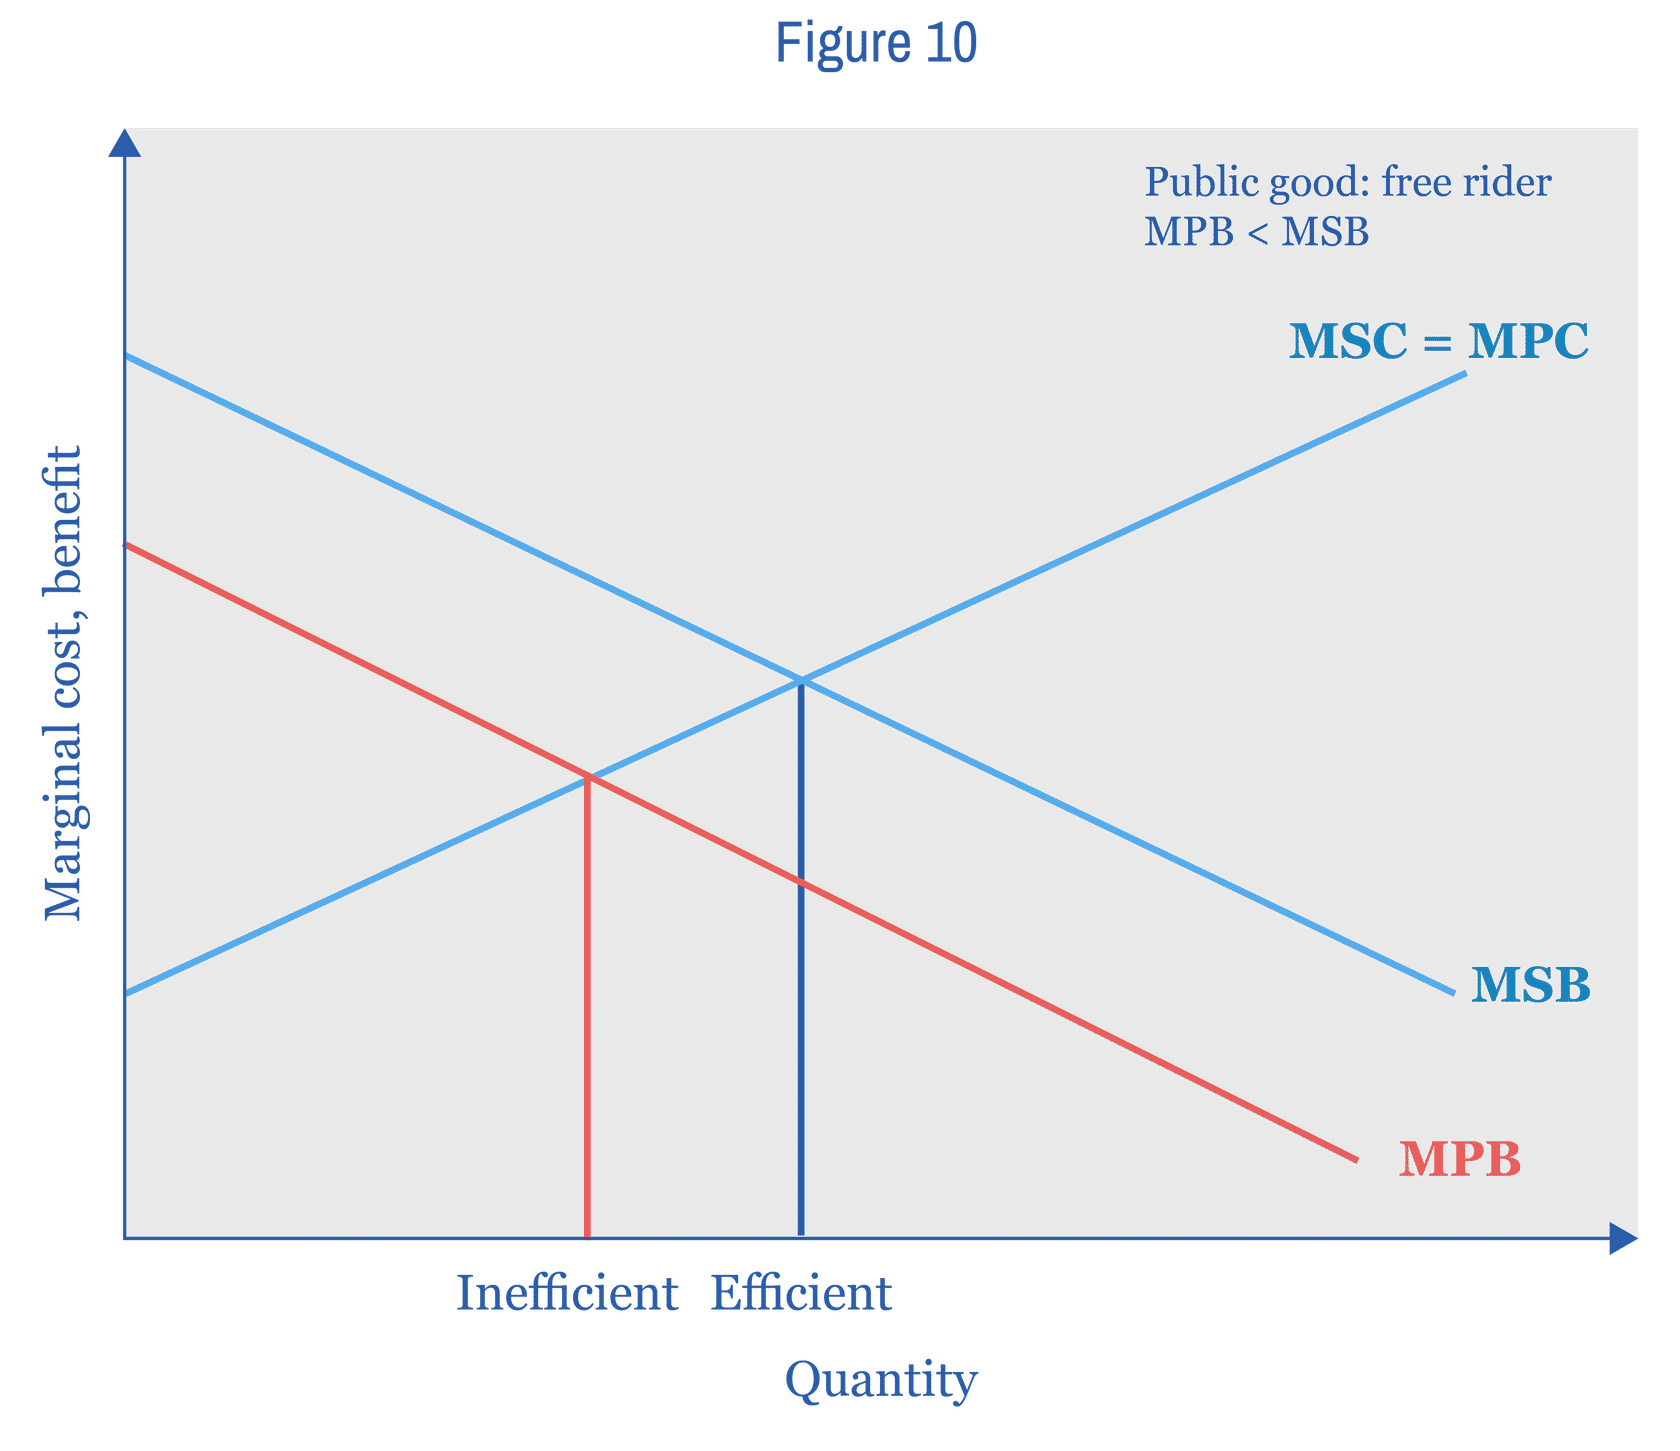 Figure 10
Public good: free rider
MPB < MSB
MSC = MPC
Marginal cost, benefit
MSB
MPB
Inefficient
Efficient
Quantity